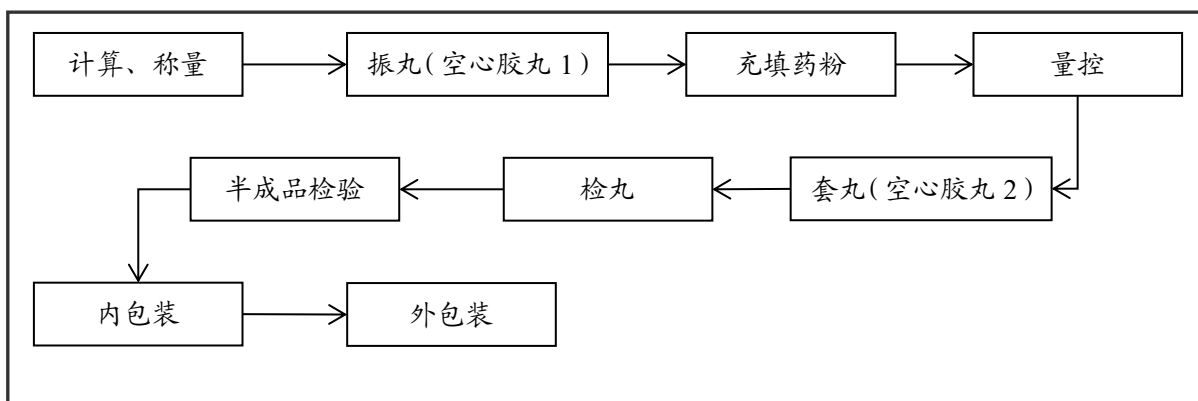 计算、称量
振丸(空心胶丸1)
充填药粉
量控
套丸(空心胶丸2)
检丸
半成品检验
内包装
外包装